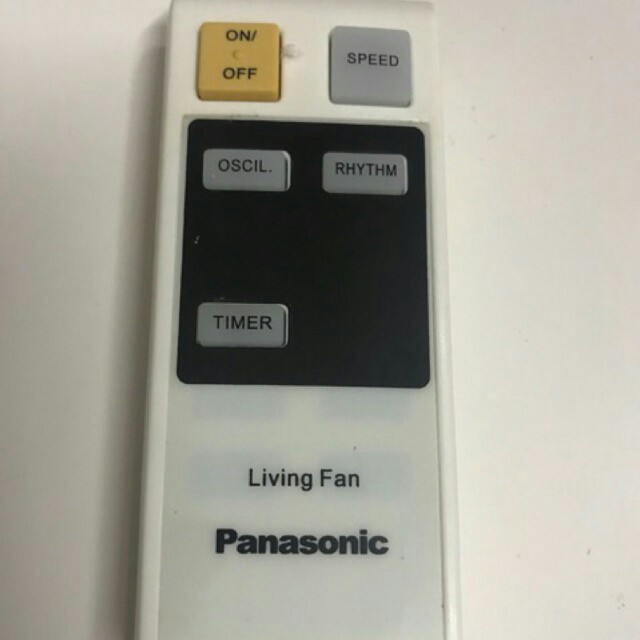 ON/
OFF
SPEED
OSCIL.
RHYTHM
TIMER
Living Fan
Panasonic